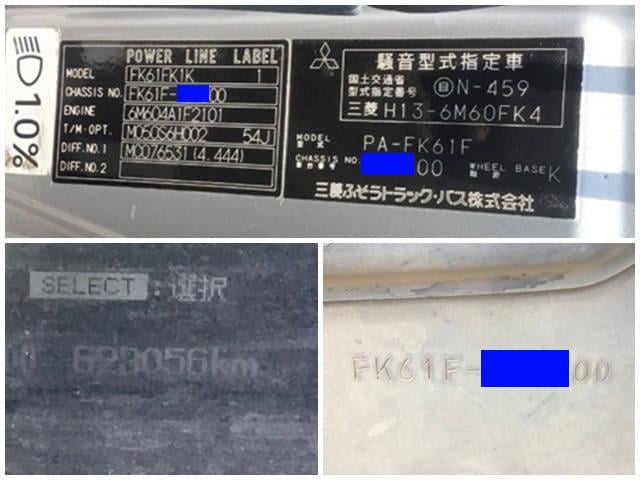 1.0%
POWER LINE LABEL
MODEL FK61FK1K 1
CHASSIS NO. FK61F- 00
ENGINE 6M604A1F2T01
T/M・OPT. M050S6H002 54J
DIFF. NO.1 MC076531 (4.444)
DIFF. NO.2
騒音型式指定車
国土交通省
型式指定番号 自N-459
三菱 H13-6M60FK4
MODEL
型式 PA-FK61F
CHASSIS NO.
車台番号 00 WHEEL BASE
軸距 K
三菱ふそうトラック・バス株式会社
SELECT :選択
km
FK61F- 00